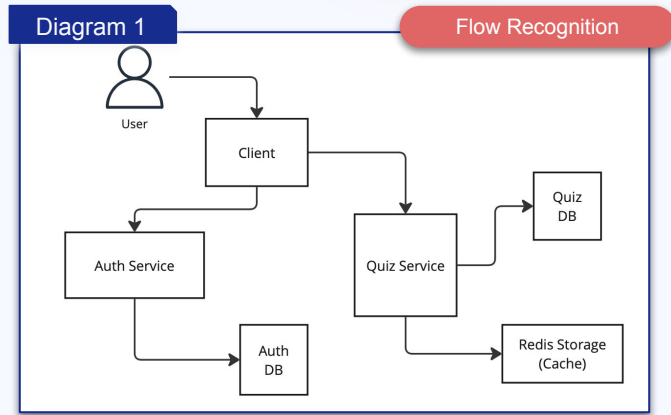 Diagram 1
Flow Recognition
User
Client
Auth Service
Quiz Service
Quiz
DB
Auth
DB
Redis Storage
(Cache)